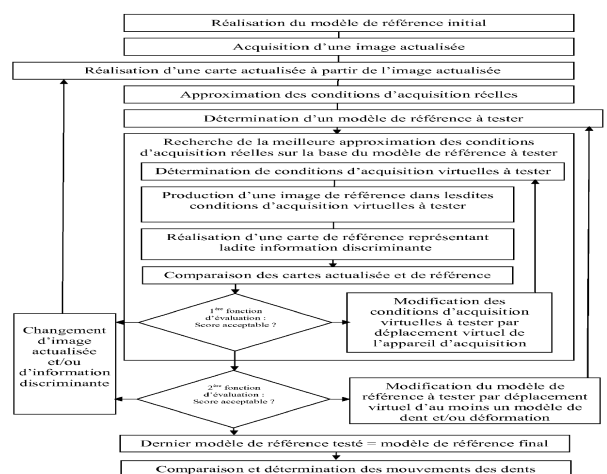 Réalisation du modèle de référence initial
Acquisition d'une image actualisée
Réalisation d'une carte actualisée à partir de l'image actualisée
Approximation des conditions d'acquisition réelles
Détermination d'un modèle de référence à tester
Recherche de la meilleure approximation des conditions
d'acquisition réelles sur la base du modèle de référence à tester
Détermination de conditions d'acquisition virtuelles à tester
Production d'une image de référence dans lesdites
conditions d'acquisition virtuelles à tester
Réalisation d'une carte de référence représentant
ladite information discriminante
Comparaison des cartes actualisée et de référence
1ère fonction
d'évaluation :
Score acceptable ?
Modification des
conditions d'acquisition
virtuelles à tester par
déplacement virtuel de
l'appareil d'acquisition
Changement
d'image
actualisée
et/ou
d'information
discriminante
2ème fonction
d'évaluation :
Score acceptable ?
Modification du modèle de
référence à tester par déplacement
virtuel d'au moins un modèle de
dent et/ou déformation
Dernier modèle de référence testé = modèle de référence final
Comparaison et détermination des mouvements des dents